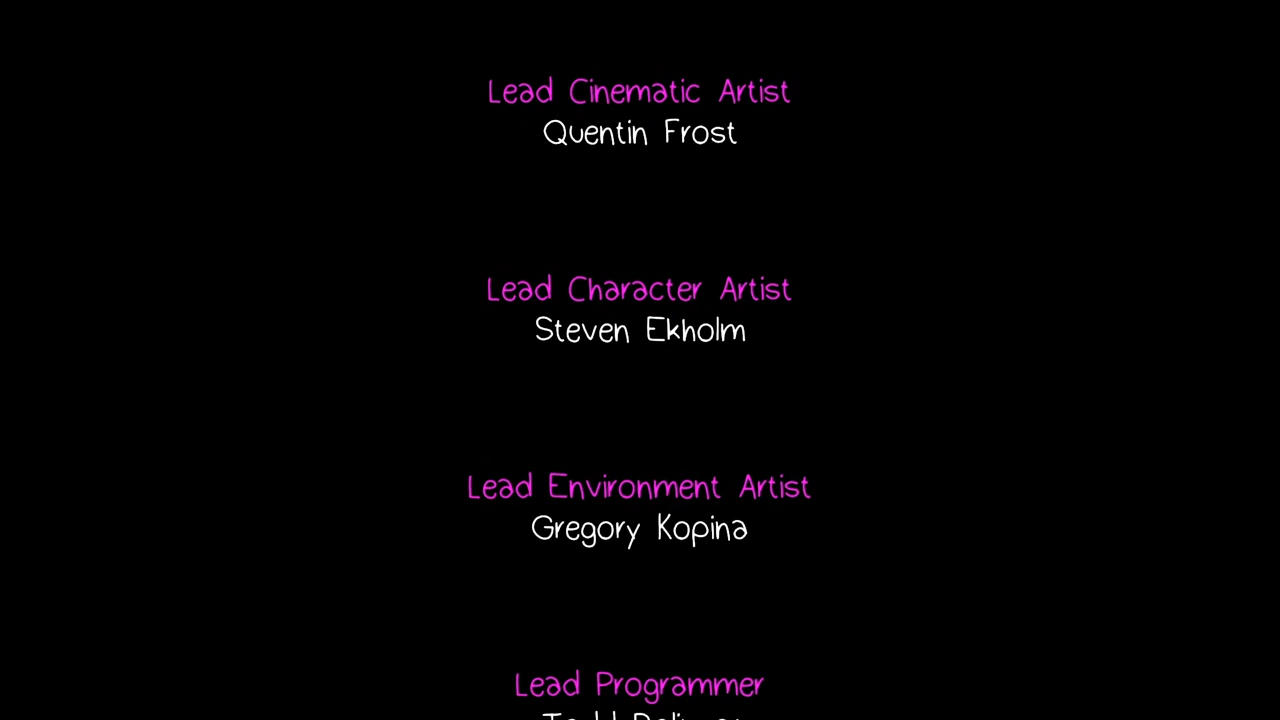 Lead Cinematic Artist
Quentin Frost
Lead Character Artist
Steven Ekholm
Lead Environment Artist
Gregory Kopina
Lead Programmer